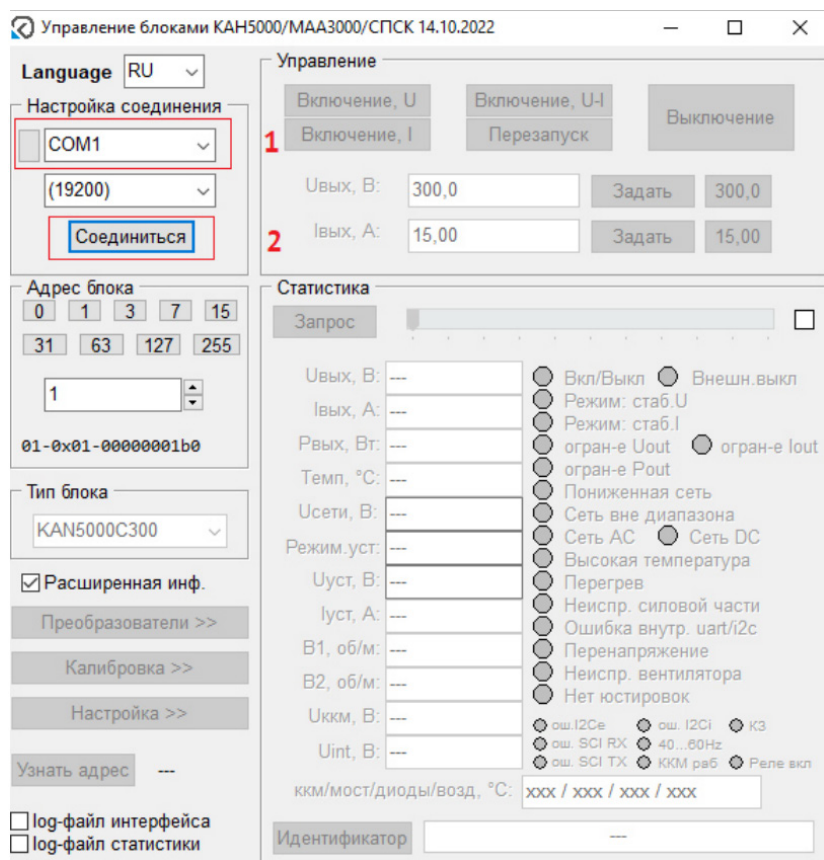 Управление блоками КАН5000/МАА3000/СПСК 14.10.2022
Language RU
Настройка соединения
COM1
1
(19200)
Соединиться
2
Управление
Включение, U
Включение, U-I
Выключение
Включение, I
Перезапуск
Uвых, В: 300,0 Задать 300,0
Iвых, А: 15,00 Задать 15,00
Адрес блока
0 1 3 7 15
31 63 127 255
1
01-0x01-00000001b0
Тип блока
KAN5000C300
Расширенная инф.
Преобразователи >>
Калибровка >>
Настройка >>
Узнать адрес ---
log-файл интерфейса
log-файл статистики
Статистика
Запрос
Uвых, В: ---
Iвых, А: ---
Рвых, Вт: ---
Темп, °С: ---
Uсети, В: ---
Режим.уст: ---
Uуст, В: ---
Iуст, А: ---
В1, об/м: ---
В2, об/м: ---
Uккм, В: ---
Uint, В: ---
Вкл/Выкл Внешн.выкл
Режим: стаб.U
Режим: стаб.I
огран-е Uout огран-е Iout
огран-е Pout
Пониженная сеть
Сеть вне диапазона
Сеть AC Сеть DC
Высокая температура
Перегрев
Неиспр. силовой части
Ошибка внутр. uart/i2c
Перенапряжение
Неиспр. вентилятора
Нет юстировок
ош.I2Ce ош. I2Ci КЗ
ош. SCI RX 40...60Hz
ош. SCI TX ККМ раб Реле вкл
ккм/мост/диоды/возд, °С: xxx / xxx / xxx / xxx
Идентификатор ---